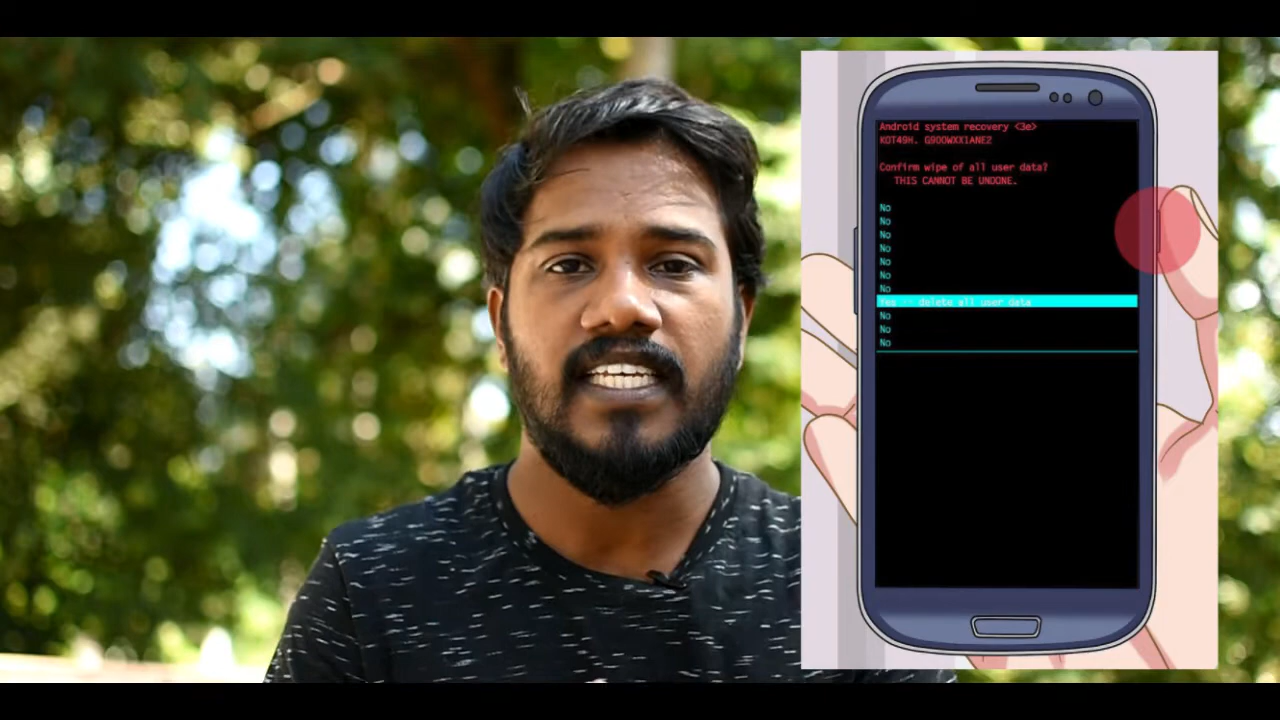 Android system recovery <3e>
KOT49H. G900WXX1ANE2
Confirm wipe of all user data?
THIS CANNOT BE UNDONE.
No
No
No
No
No
No
No
Yes -- delete all user data
No
No
No